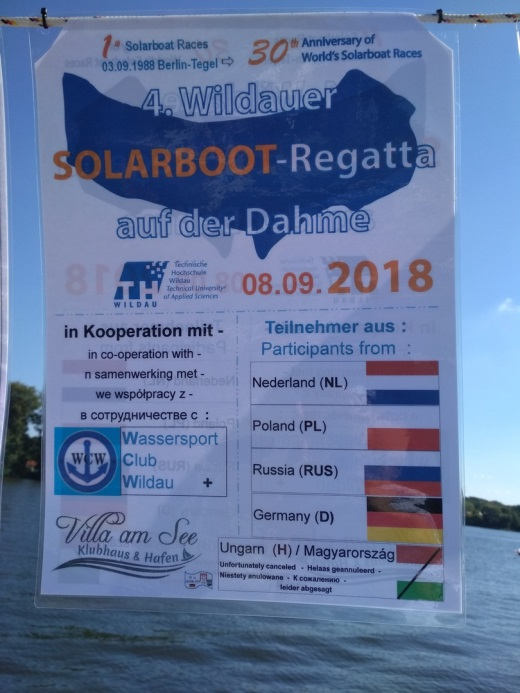 1st Solarboat Races
03.09.1988 Berlin-Tegel ⇨
30th Anniversary of
World's Solarboat Races
4. Wildauer
SOLARBOOT-Regatta
auf der Dahme
TH
WILDAU
Technische
Hochschule
Wildau
Technical University
of Applied Sciences
08.09.2018
in Kooperation mit -
in co-operation with -
n samenwerking met -
we współpracy z -
в сотрудничестве с :
WCW
Wassersport
Club
Wildau +
Villa am See
Klubhaus & Hafen
Teilnehmer aus :
Participants from :
Nederland (NL)
Poland (PL)
Russia (RUS)
Germany (D)
Ungarn (H) / Magyarország
Unfortunately canceled - Helaas geannuleerd -
Niestety anulowana - К сожалению -
leider abgesagt